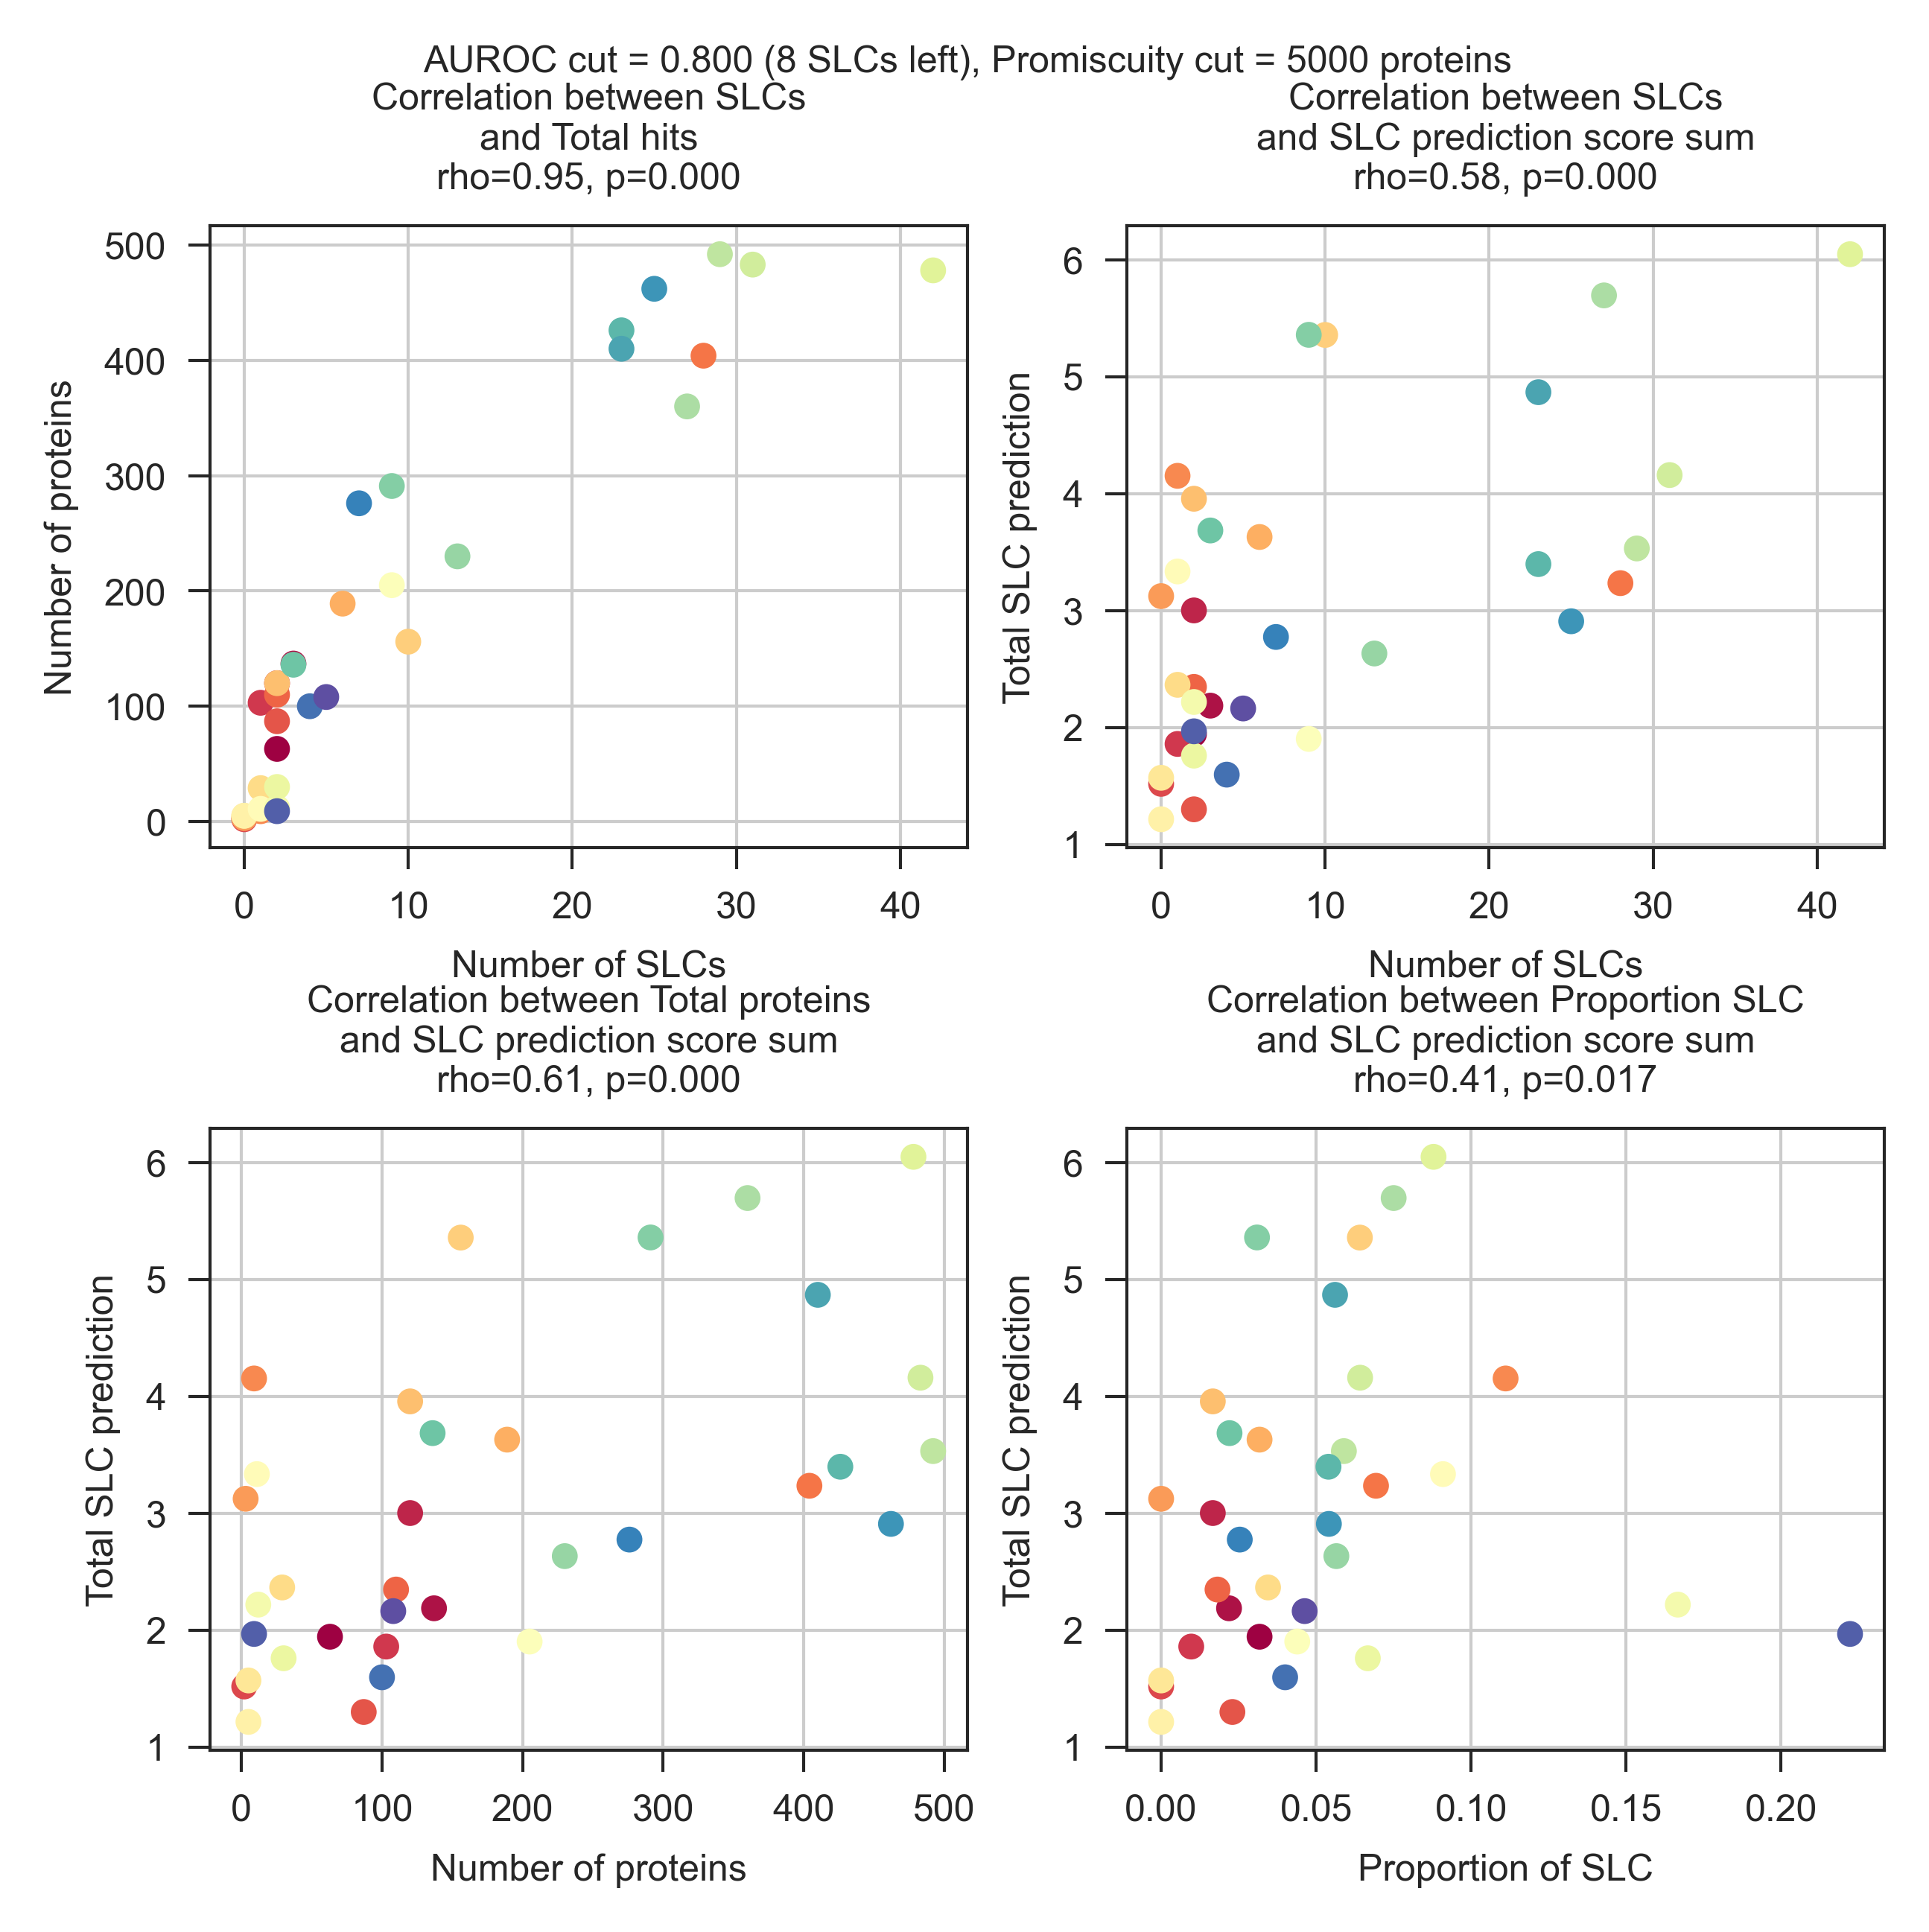 AUROC cut = 0.800 (8 SLCs left), Promiscuity cut = 5000 proteins
Correlation between SLCs
and Total hits
rho=0.95, p=0.000
500
400
300
200
100
0
Number of proteins
0 10 20 30 40
Number of SLCs
Correlation between SLCs
and SLC prediction score sum
rho=0.58, p=0.000
6
5
4
3
2
1
Total SLC prediction
0 10 20 30 40
Number of SLCs
Correlation between Total proteins
and SLC prediction score sum
rho=0.61, p=0.000
6
5
4
3
2
1
Total SLC prediction
0 100 200 300 400 500
Number of proteins
Correlation between Proportion SLC
and SLC prediction score sum
rho=0.41, p=0.017
6
5
4
3
2
1
Total SLC prediction
0.00 0.05 0.10 0.15 0.20
Proportion of SLC